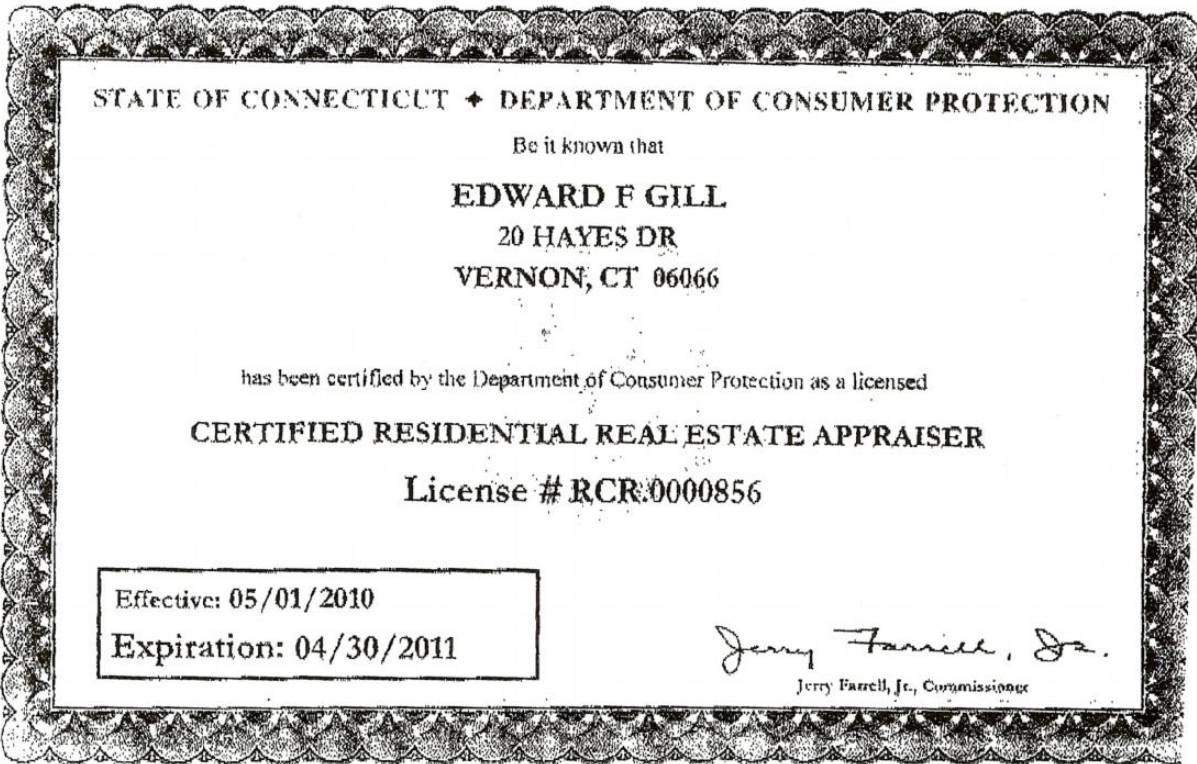 STATE OF CONNECTICUT ✦ DEPARTMENT OF CONSUMER PROTECTION
Be it known that
EDWARD F GILL
20 HAYES DR
VERNON, CT 06066
has been certified by the Department of Consumer Protection as a licensed
CERTIFIED RESIDENTIAL REAL ESTATE APPRAISER
License # RCR.0000856
Effective: 05/01/2010
Expiration: 04/30/2011
Jerry Farrell, Jr.
Jerry Farrell, Jr., Commissioner